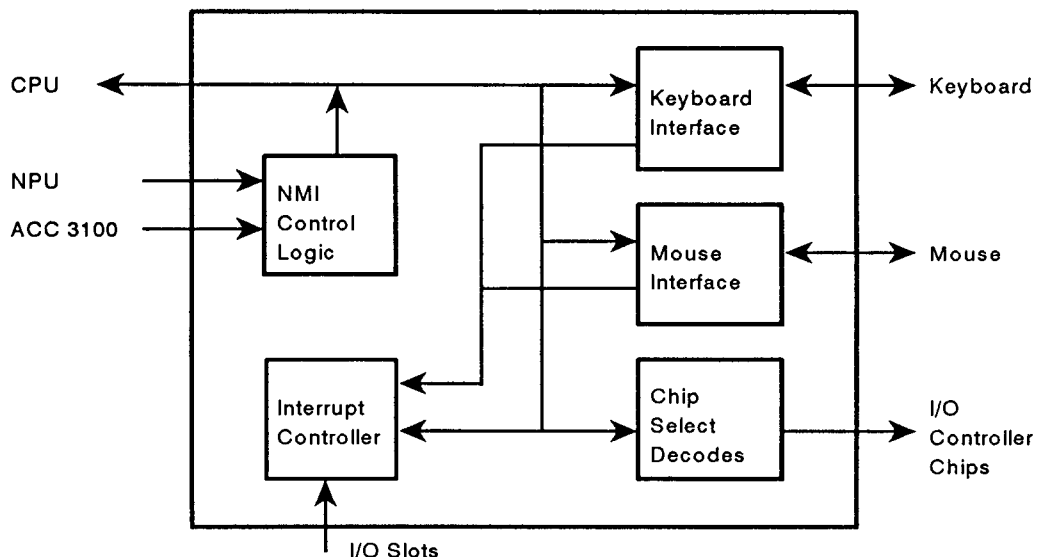 CPU
NPU
ACC 3100
NMI
Control
Logic
Interrupt
Controller
I/O Slots
Keyboard
Interface
Mouse
Interface
Chip
Select
Decodes
Keyboard
Mouse
I/O
Controller
Chips